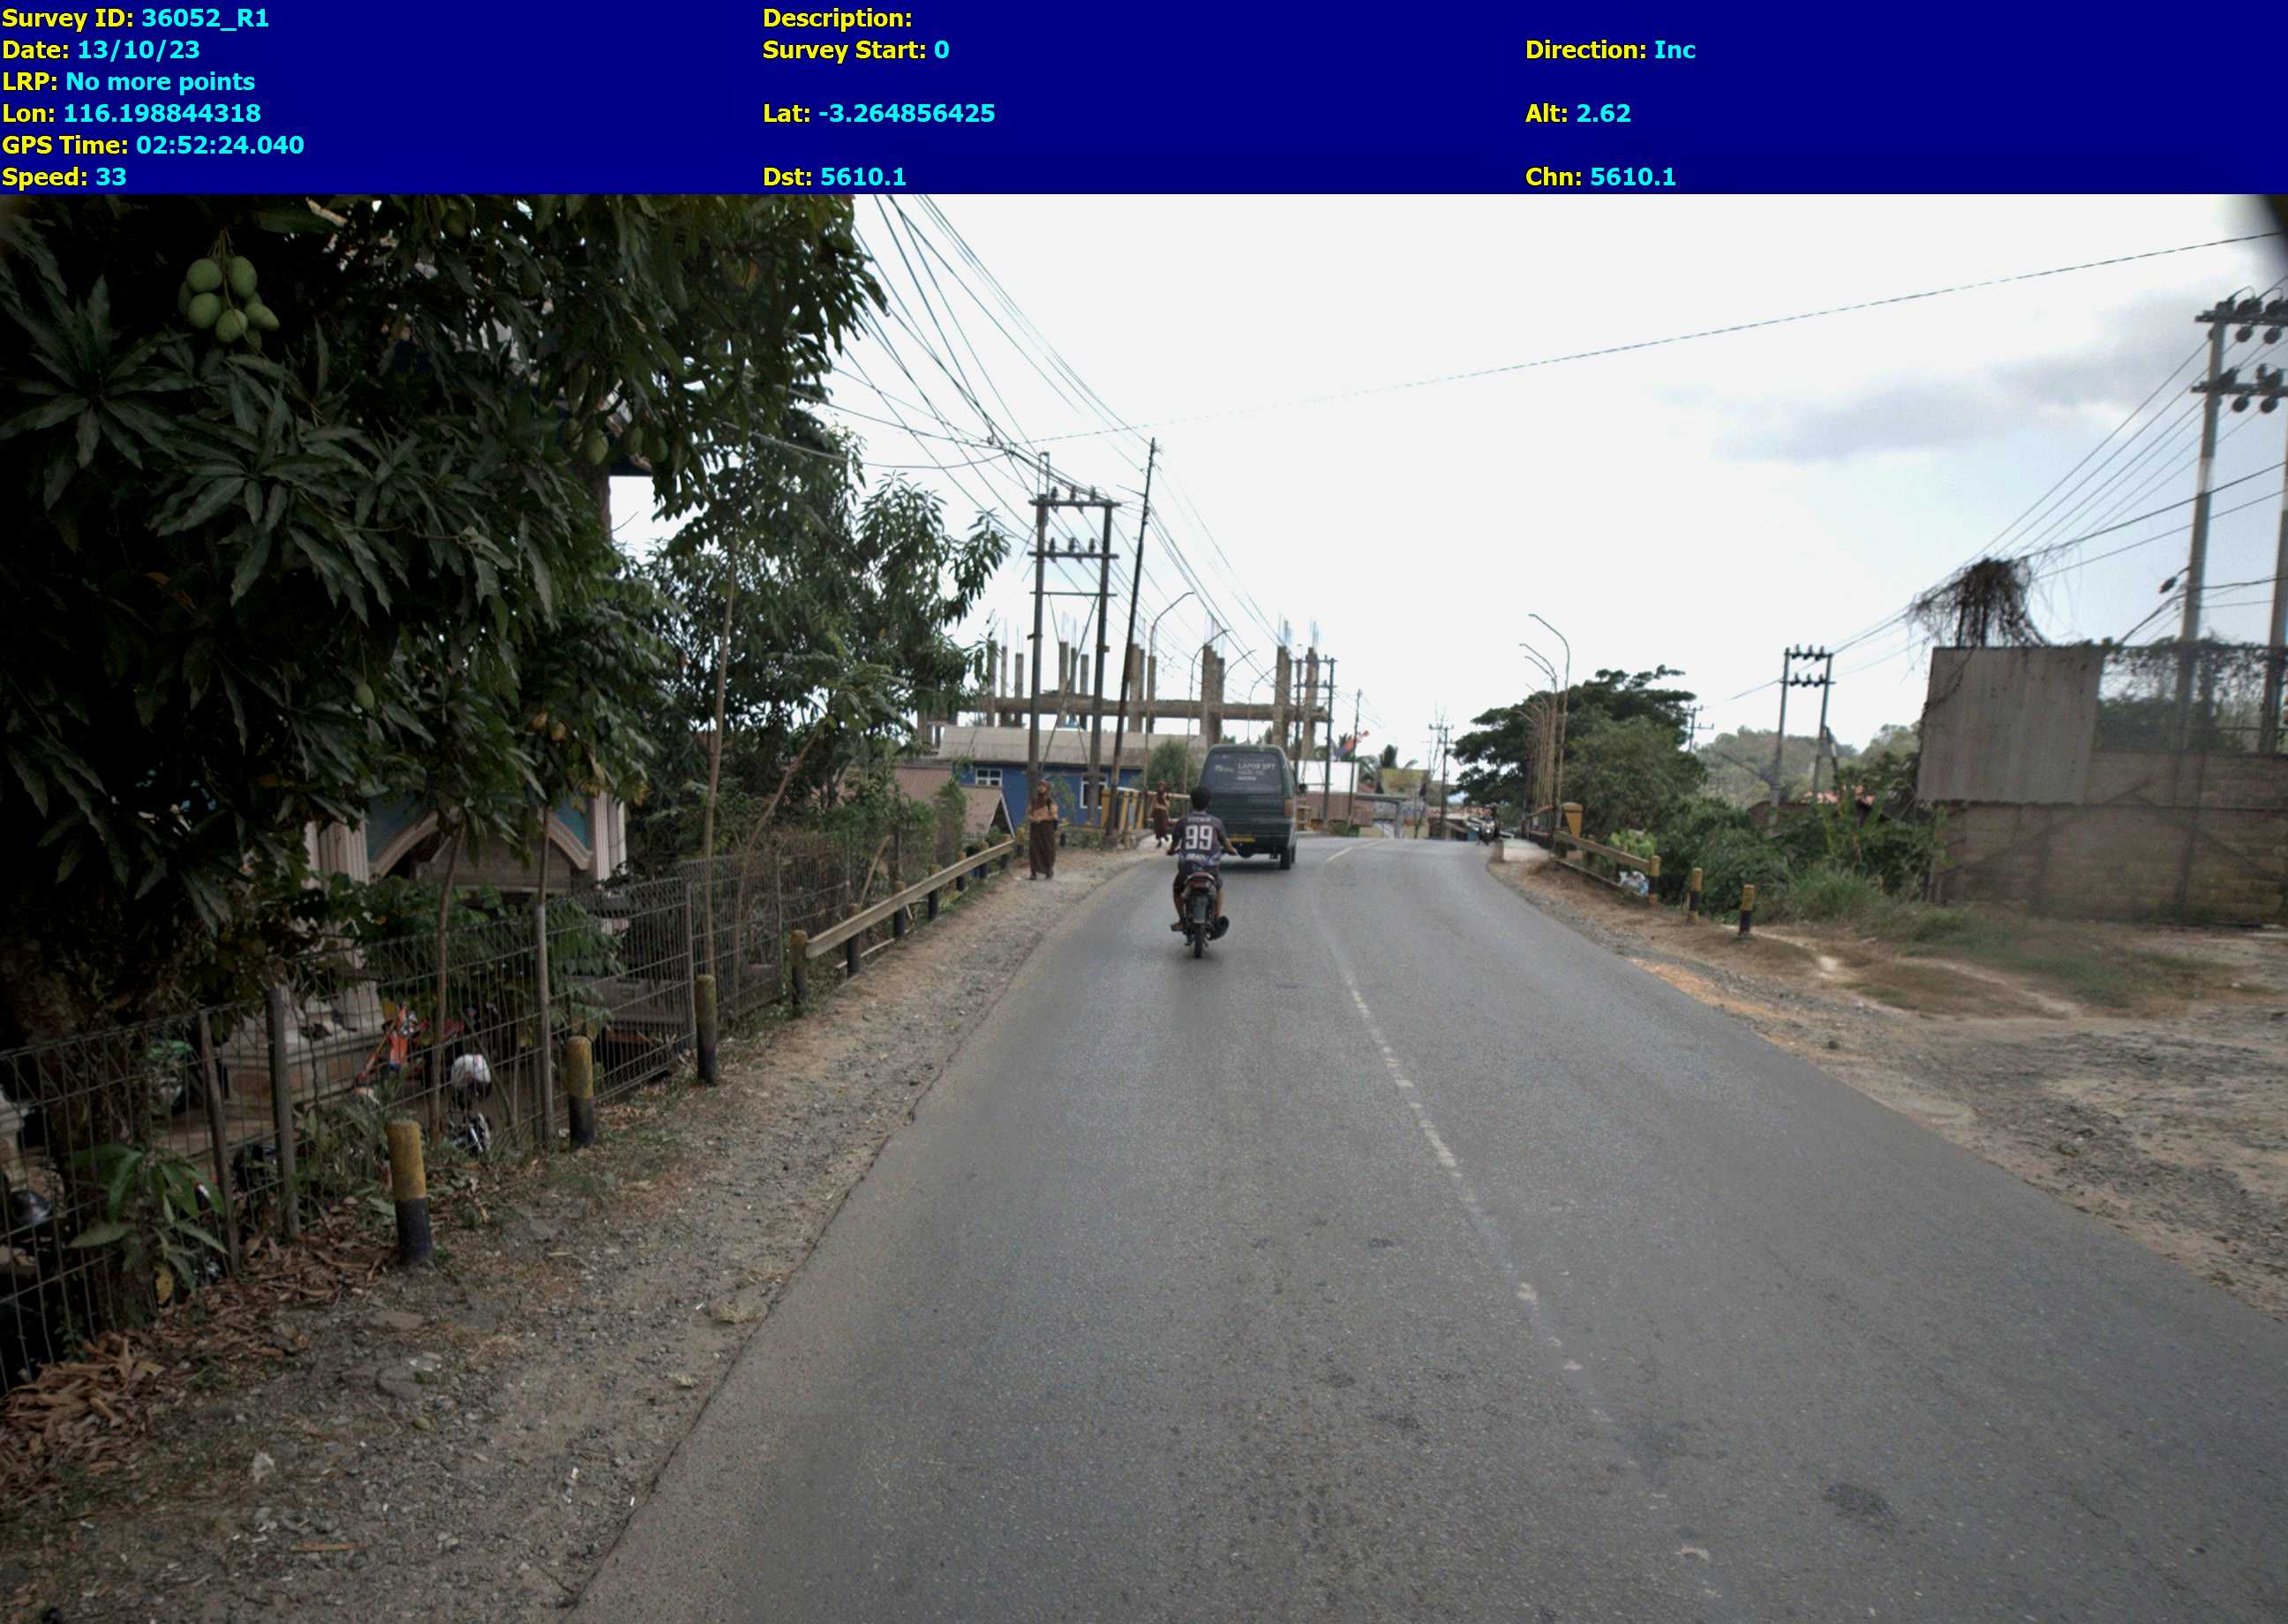 Survey ID: 36052_R1
Description:
Date: 13/10/23
Survey Start: 0
Direction: Inc
LRP: No more points
Lon: 116.198844318
Lat: -3.264856425
Alt: 2.62
GPS Time: 02:52:24.040
Speed: 33
Dst: 5610.1
Chn: 5610.1
LAPOR SPT
99